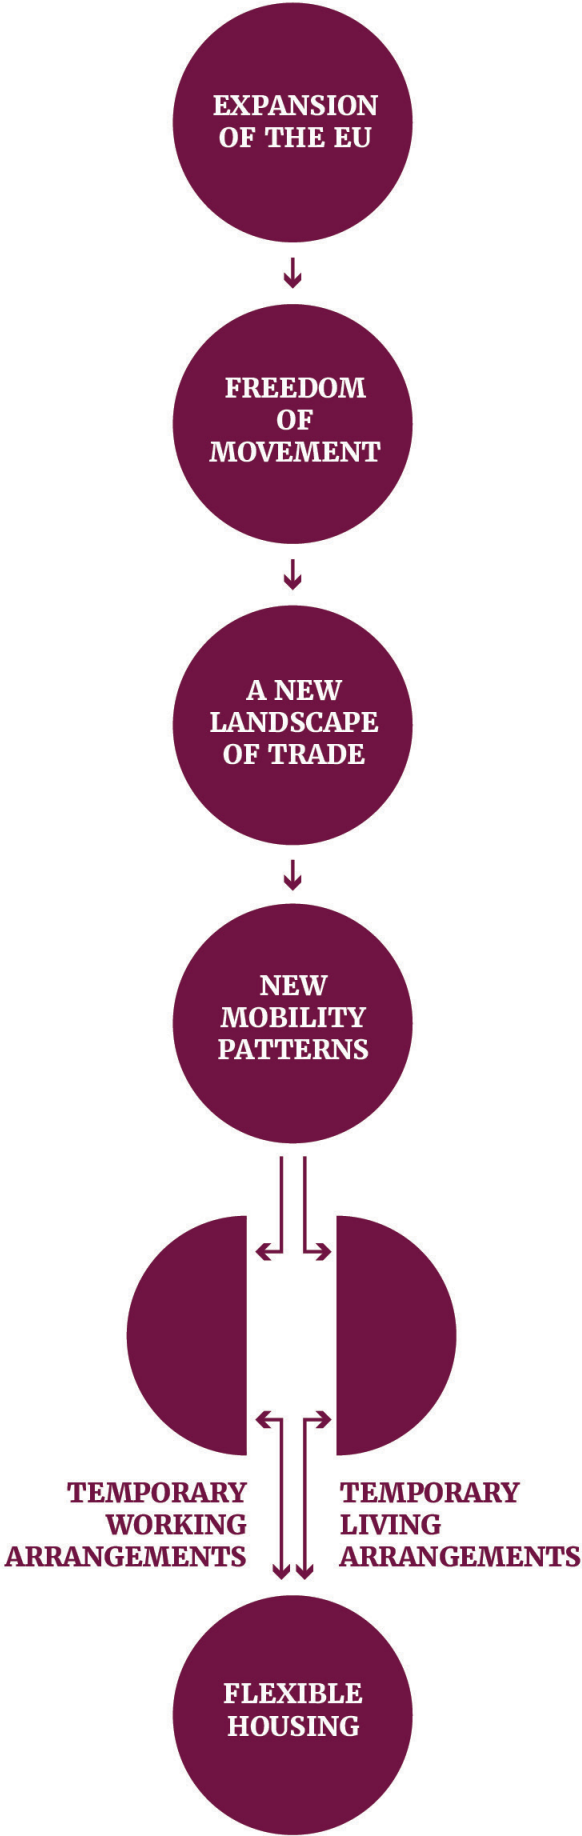 EXPANSION
OF THE EU
FREEDOM
OF
MOVEMENT
A NEW
LANDSCAPE
OF TRADE
NEW
MOBILITY
PATTERNS
TEMPORARY
WORKING
ARRANGEMENTS
TEMPORARY
LIVING
ARRANGEMENTS
FLEXIBLE
HOUSING